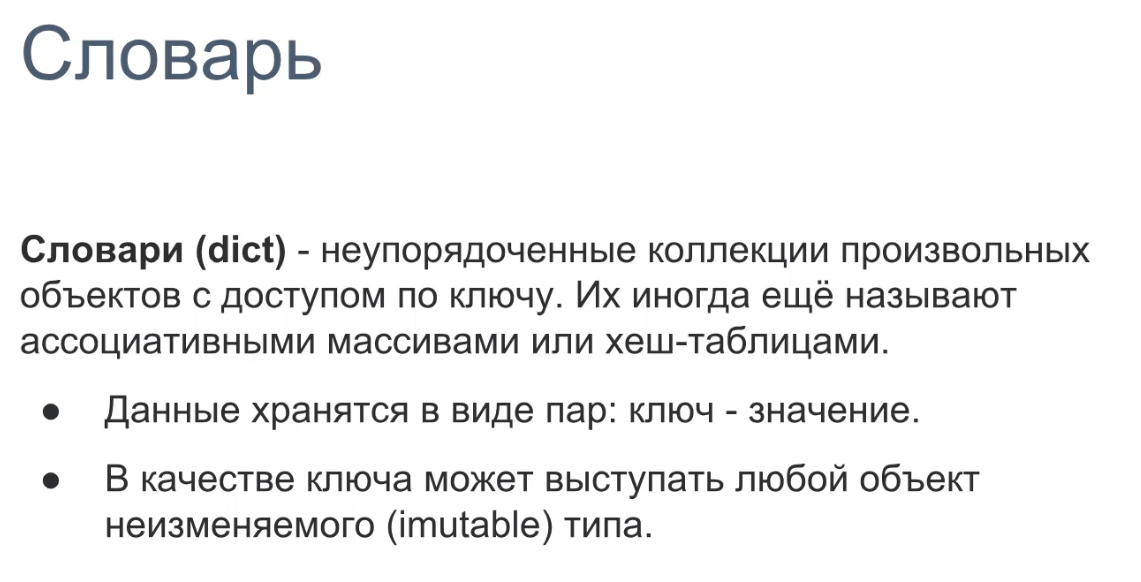 Словарь
Словари (dict) - неупорядоченные коллекции произвольных
объектов с доступом по ключу. Их иногда ещё называют
ассоциативными массивами или хеш-таблицами.
● Данные хранятся в виде пар: ключ - значение.
● В качестве ключа может выступать любой объект
неизменяемого (imutable) типа.